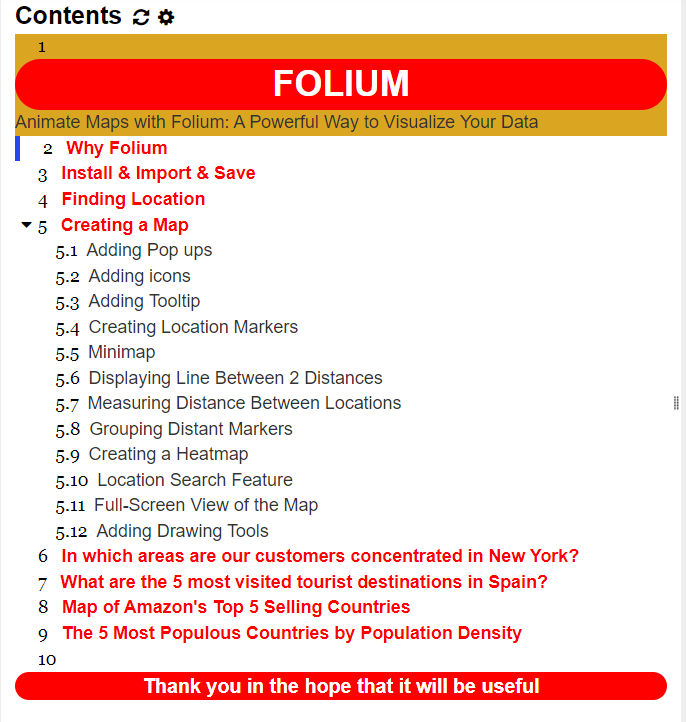 Contents
1
FOLIUM
Animate Maps with Folium: A Powerful Way to Visualize Your Data
2 Why Folium
3 Install & Import & Save
4 Finding Location
5 Creating a Map
5.1 Adding Pop ups
5.2 Adding icons
5.3 Adding Tooltip
5.4 Creating Location Markers
5.5 Minimap
5.6 Displaying Line Between 2 Distances
5.7 Measuring Distance Between Locations
5.8 Grouping Distant Markers
5.9 Creating a Heatmap
5.10 Location Search Feature
5.11 Full-Screen View of the Map
5.12 Adding Drawing Tools
6 In which areas are our customers concentrated in New York?
7 What are the 5 most visited tourist destinations in Spain?
8 Map of Amazon's Top 5 Selling Countries
9 The 5 Most Populous Countries by Population Density
10
Thank you in the hope that it will be useful